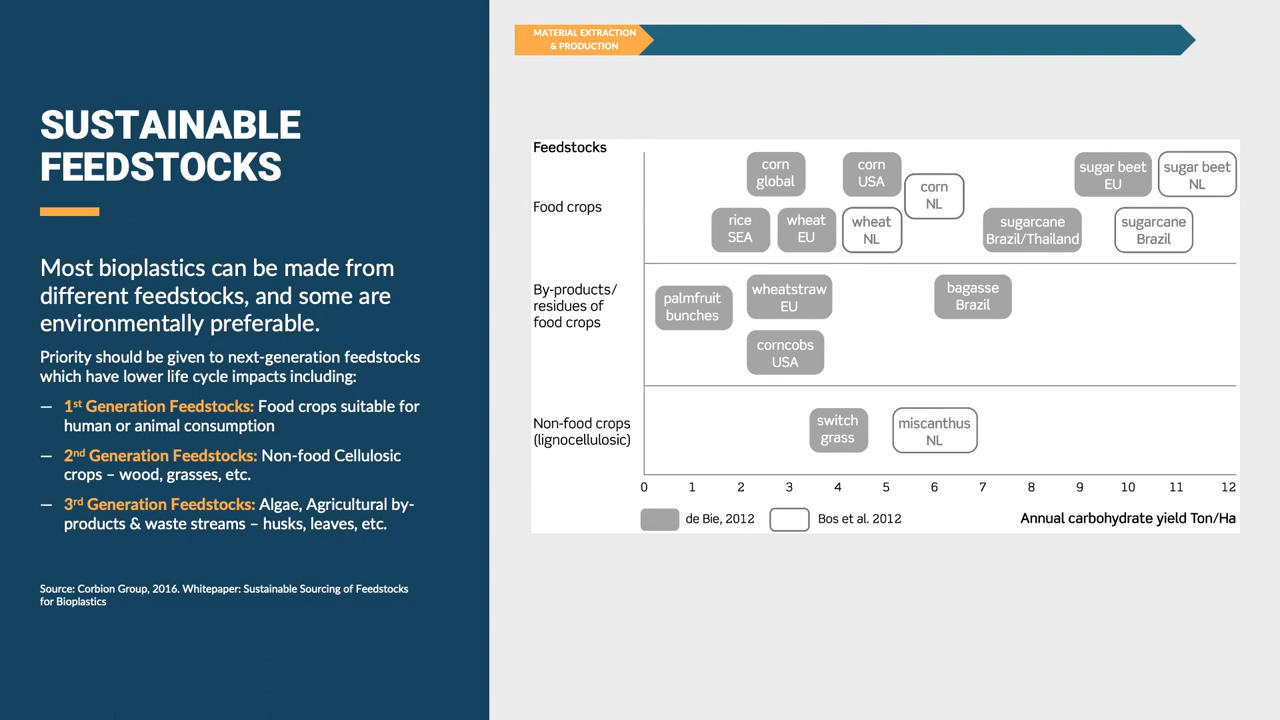 MATERIAL EXTRACTION
& PRODUCTION
SUSTAINABLE
FEEDSTOCKS
Most bioplastics can be made from
different feedstocks, and some are
environmentally preferable.
Priority should be given to next-generation feedstocks
which have lower life cycle impacts including:
— 1st Generation Feedstocks: Food crops suitable for
human or animal consumption
— 2nd Generation Feedstocks: Non-food Cellulosic
crops – wood, grasses, etc.
— 3rd Generation Feedstocks: Algae, Agricultural by-
products & waste streams – husks, leaves, etc.
Source: Corbion Group, 2016. Whitepaper: Sustainable Sourcing of Feedstocks
for Bioplastics
Feedstocks
Food crops
corn
global
corn
USA
corn
NL
sugar beet
EU
sugar beet
NL
rice
SEA
wheat
EU
wheat
NL
sugarcane
Brazil/Thailand
sugarcane
Brazil
By-products/
residues of
food crops
palmfruit
bunches
wheatstraw
EU
bagasse
Brazil
corncobs
USA
Non-food crops
(lignocellulosic)
switch
grass
miscanthus
NL
0 1 2 3 4 5 6 7 8 9 10 11 12
de Bie, 2012
Bos et al. 2012
Annual carbohydrate yield Ton/Ha